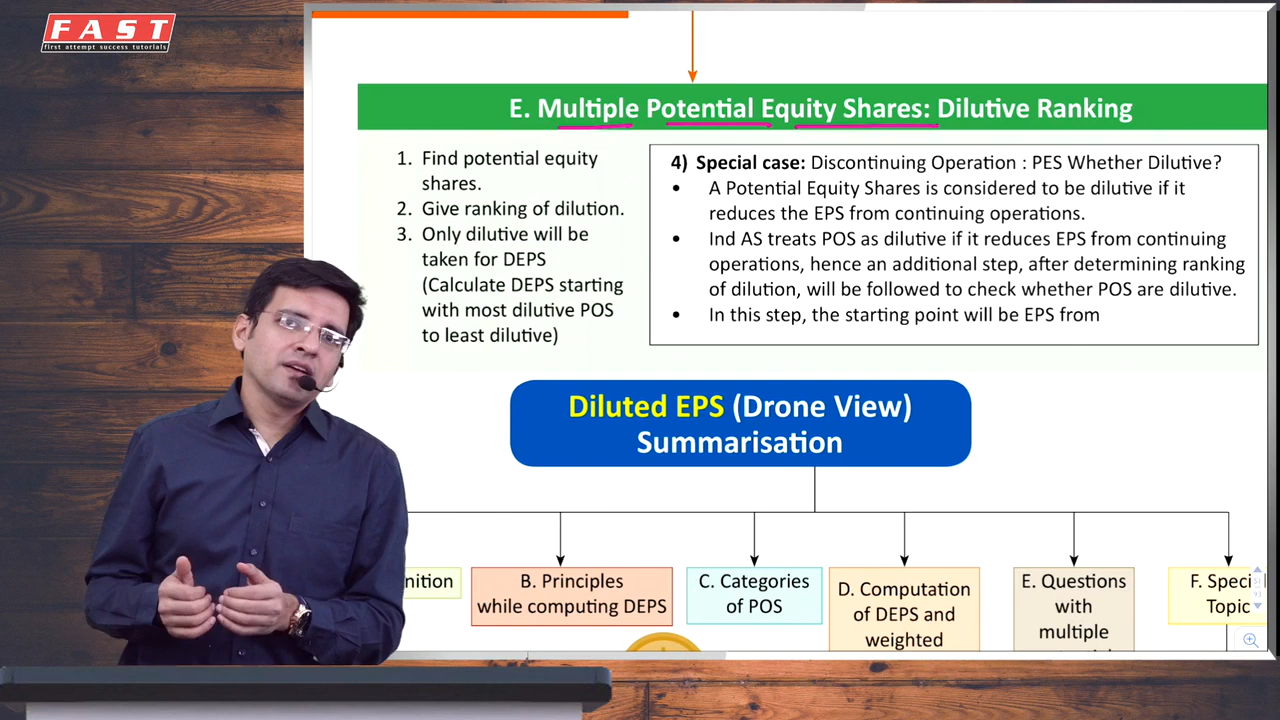 FAST
first attempt success tutorials
E. Multiple Potential Equity Shares: Dilutive Ranking
1. Find potential equity
shares.
2. Give ranking of dilution.
3. Only dilutive will be
taken for DEPS
(Calculate DEPS starting
with most dilutive POS
to least dilutive)
4) Special case: Discontinuing Operation : PES Whether Dilutive?
• A Potential Equity Shares is considered to be dilutive if it
reduces the EPS from continuing operations.
• Ind AS treats POS as dilutive if it reduces EPS from continuing
operations, hence an additional step, after determining ranking
of dilution, will be followed to check whether POS are dilutive.
• In this step, the starting point will be EPS from
Diluted EPS (Drone View)
Summarisation
nition
B. Principles
while computing DEPS
C. Categories
of POS
D. Computation
of DEPS and
weighted
E. Questions
with
multiple
F. Speci
Topic